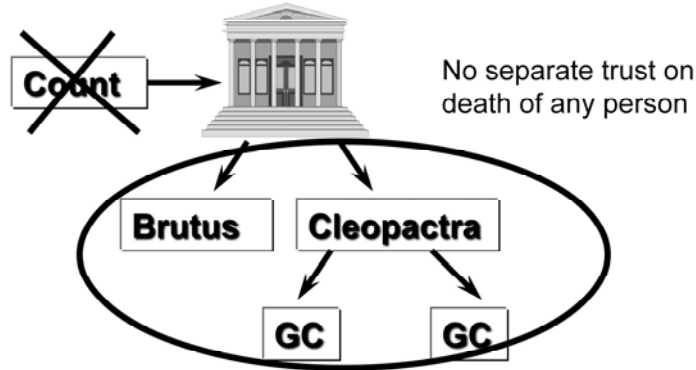 Count
No separate trust on
death of any person
Brutus
Cleopactra
GC
GC